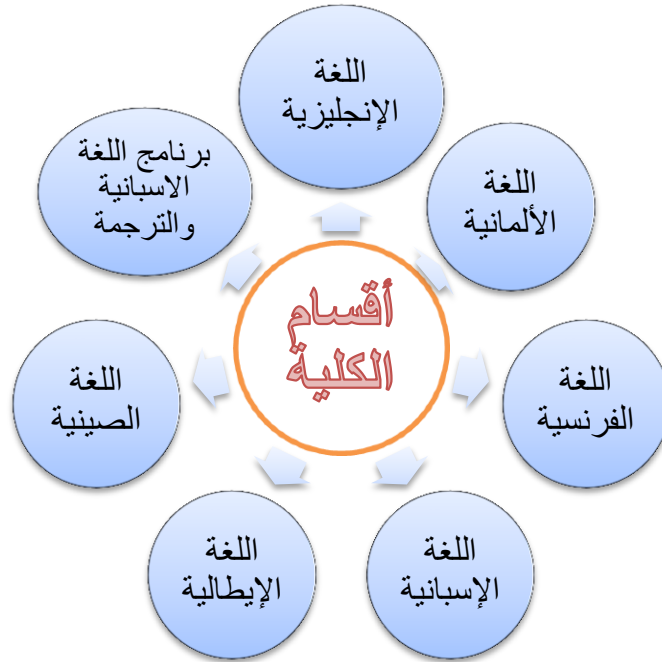 أقسام
الكلية
اللغة
الإنجليزية
اللغة
الألمانية
اللغة
الفرنسية
اللغة
الإسبانية
اللغة
الإيطالية
اللغة
الصينية
برنامج اللغة
الاسبانية
والترجمة